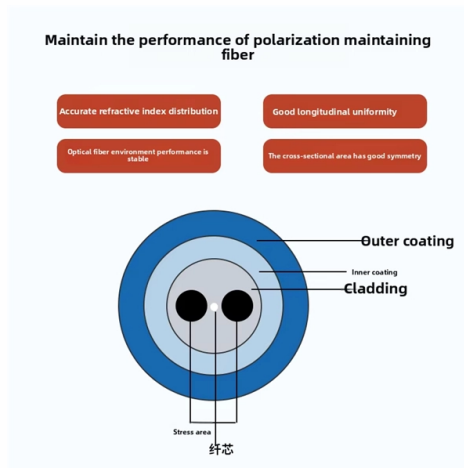 Maintain the performance of polarization maintaining
fiber
Accurate refractive index distribution
Good longitudinal uniformity
Optical fiber environment performance is
stable
The cross-sectional area has good symmetry
Outer coating
Inner coating
Cladding
Stress area
纤芯